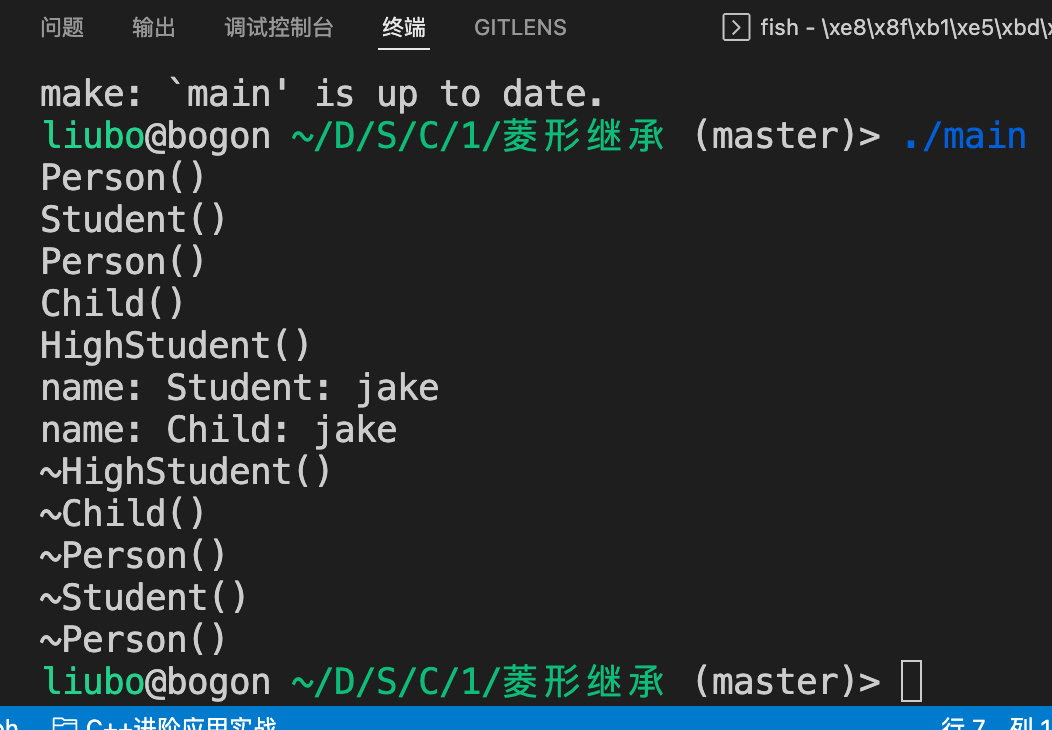 问题 输出 调试控制台 终端 GITLENS fish - \xe8\x8f\xb1\xe5\xbd\x
make: `main' is up to date.
liubo@bogon ~/D/S/C/1/菱形继承 (master)> ./main
Person()
Student()
Person()
Child()
HighStudent()
name: Student: jake
name: Child: jake
~HighStudent()
~Child()
~Person()
~Student()
~Person()
liubo@bogon ~/D/S/C/1/菱形继承 (master)>
C++进阶应用实战 行 7, 列 1